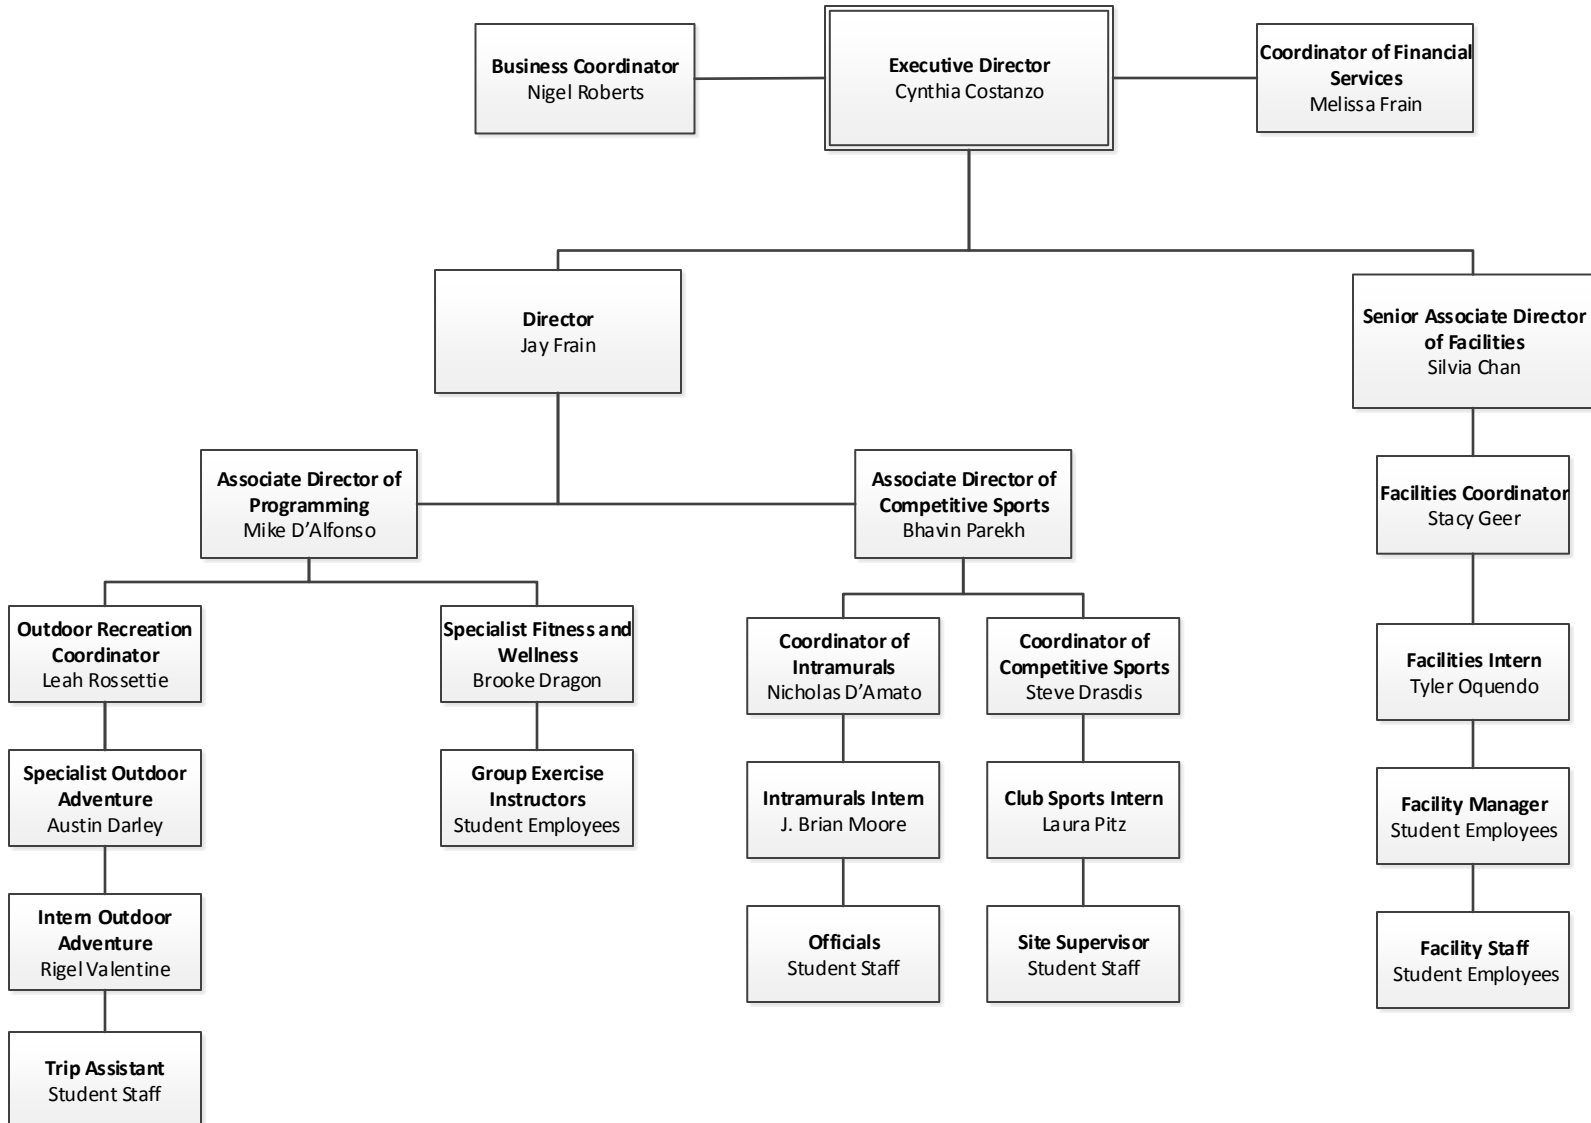 Business Coordinator
Nigel Roberts
Executive Director
Cynthia Costanzo
Coordinator of Financial
Services
Melissa Frain
Director
Jay Frain
Senior Associate Director
of Facilities
Silvia Chan
Associate Director of
Programming
Mike D’Alfonso
Associate Director of
Competitive Sports
Bhavin Parekh
Facilities Coordinator
Stacy Geer
Outdoor Recreation
Coordinator
Leah Rossettie
Specialist Fitness and
Wellness
Brooke Dragon
Coordinator of
Intramurals
Nicholas D’Amato
Coordinator of
Competitive Sports
Steve Drasdis
Facilities Intern
Tyler Oquendo
Specialist Outdoor
Adventure
Austin Darley
Group Exercise
Instructors
Student Employees
Intramurals Intern
J. Brian Moore
Club Sports Intern
Laura Pitz
Facility Manager
Student Employees
Intern Outdoor
Adventure
Rigel Valentine
Officials
Student Staff
Site Supervisor
Student Staff
Facility Staff
Student Employees
Trip Assistant
Student Staff